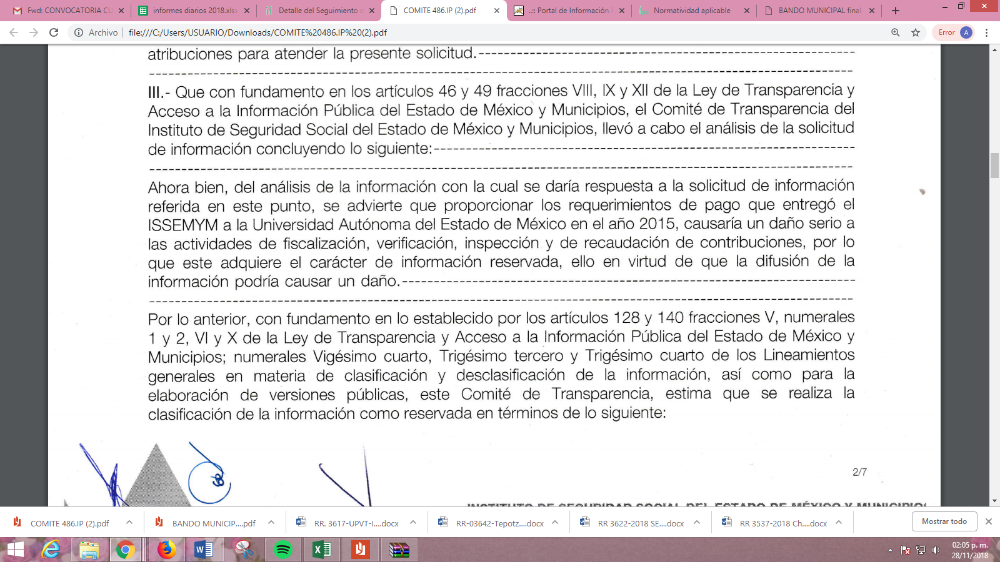 Fwd: CONVOCATORIA CU
informes diarios 2018.xlsx
Detalle del Seguimiento d
COMITE 486.IP (2).pdf
..:: Portal de Información P
Normatividad aplicable
BANDO MUNICIPAL final
Archivo
file:///C:/Users/USUARIO/Downloads/COMITE%20486.IP%20(2).pdf
Error
A
atribuciones para atender la presente solicitud.
III.- Que con fundamento en los artículos 46 y 49 fracciones VIII, IX y XII de la Ley de Transparencia y
Acceso a la Información Pública del Estado de México y Municipios, el Comité de Transparencia del
Instituto de Seguridad Social del Estado de México y Municipios, llevó a cabo el análisis de la solicitud
de información concluyendo lo siguiente:
Ahora bien, del análisis de la información con la cual se daría respuesta a la solicitud de información
referida en este punto, se advierte que proporcionar los requerimientos de pago que entregó el
ISSEMYM a la Universidad Autónoma del Estado de México en el año 2015, causaría un daño serio a
las actividades de fiscalización, verificación, inspección y de recaudación de contribuciones, por lo
que este adquiere el carácter de información reservada, ello en virtud de que la difusión de la
información podría causar un daño.
Por lo anterior, con fundamento en lo establecido por los artículos 128 y 140 fracciones V, numerales
1 y 2, VI y X de la Ley de Transparencia y Acceso a la Información Pública del Estado de México y
Municipios; numerales Vigésimo cuarto, Trigésimo tercero y Trigésimo cuarto de los Lineamientos
generales en materia de clasificación y desclasificación de la información, así como para la
elaboración de versiones públicas, este Comité de Transparencia, estima que se realiza la
clasificación de la información como reservada en términos de lo siguiente:
2/7
INSTITUTO DE SEGURIDAD SOCIAL DEL ESTADO DE MÉXICO Y MUNICIPIOS
COMITE 486.IP (2).pdf
BANDO MUNICIP....pdf
RR. 3617-UPVT-I....docx
RR-03642-Tepotz....docx
RR 3622-2018 SE....docx
RR 3537-2018 Ch....docx
Mostrar todo
02:05 p. m.
28/11/2018